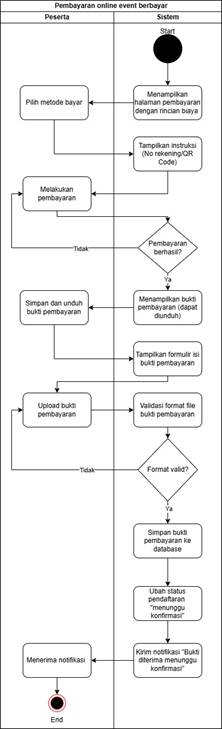 Pembayaran online event berbayar
Peserta
Sistem
Start
Menampilkan
halaman pembayaran
dengan rincian biaya
Pilih metode bayar
Tampilkan instruksi
(No rekening/QR
Code)
Melakukan
pembayaran
Pembayaran
berhasil?
Tidak
Ya
Menampilkan bukti
pembayaran (dapat
diunduh)
Simpan dan unduh
bukti pembayaran
Tampilkan formulir isi
bukti pembayaran
Upload bukti
pembayaran
Validasi format file
bukti pembayaran
Format valid?
Tidak
Ya
Simpan bukti
pembayaran ke
database
Ubah status
pendaftaran
"menunggu
konfirmasi"
Kirim notifikasi "Bukti
diterima menunggu
konfirmasi"
Menerima notifikasi
End